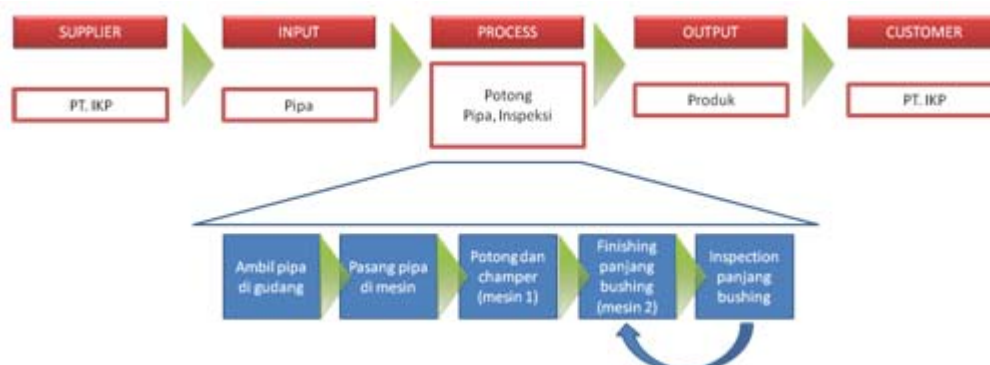 SUPPLIER
INPUT
PROCESS
OUTPUT
CUSTOMER
PT. IKP
Pipa
Potong
Pipa, Inspeksi
Produk
PT. IKP
Ambil pipa
di gudang
Pasang pipa
di mesin
Potong dan
champer
(mesin 1)
Finishing
panjang
bushing
(mesin 2)
Inspection
panjang
bushing